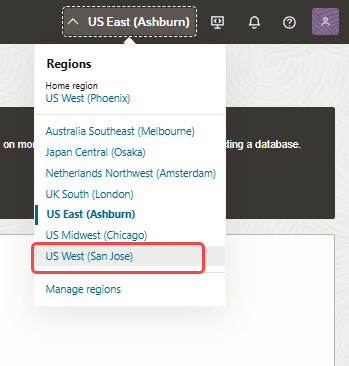 US East (Ashburn)
Regions
Home region
US West (Phoenix)
Australia Southeast (Melbourne)
Japan Central (Osaka)
on mo
Netherlands Northwest (Amsterdam)
ding a database.
UK South (London)
US East (Ashburn)
US Midwest (Chicago)
US West (San Jose)
Manage regions